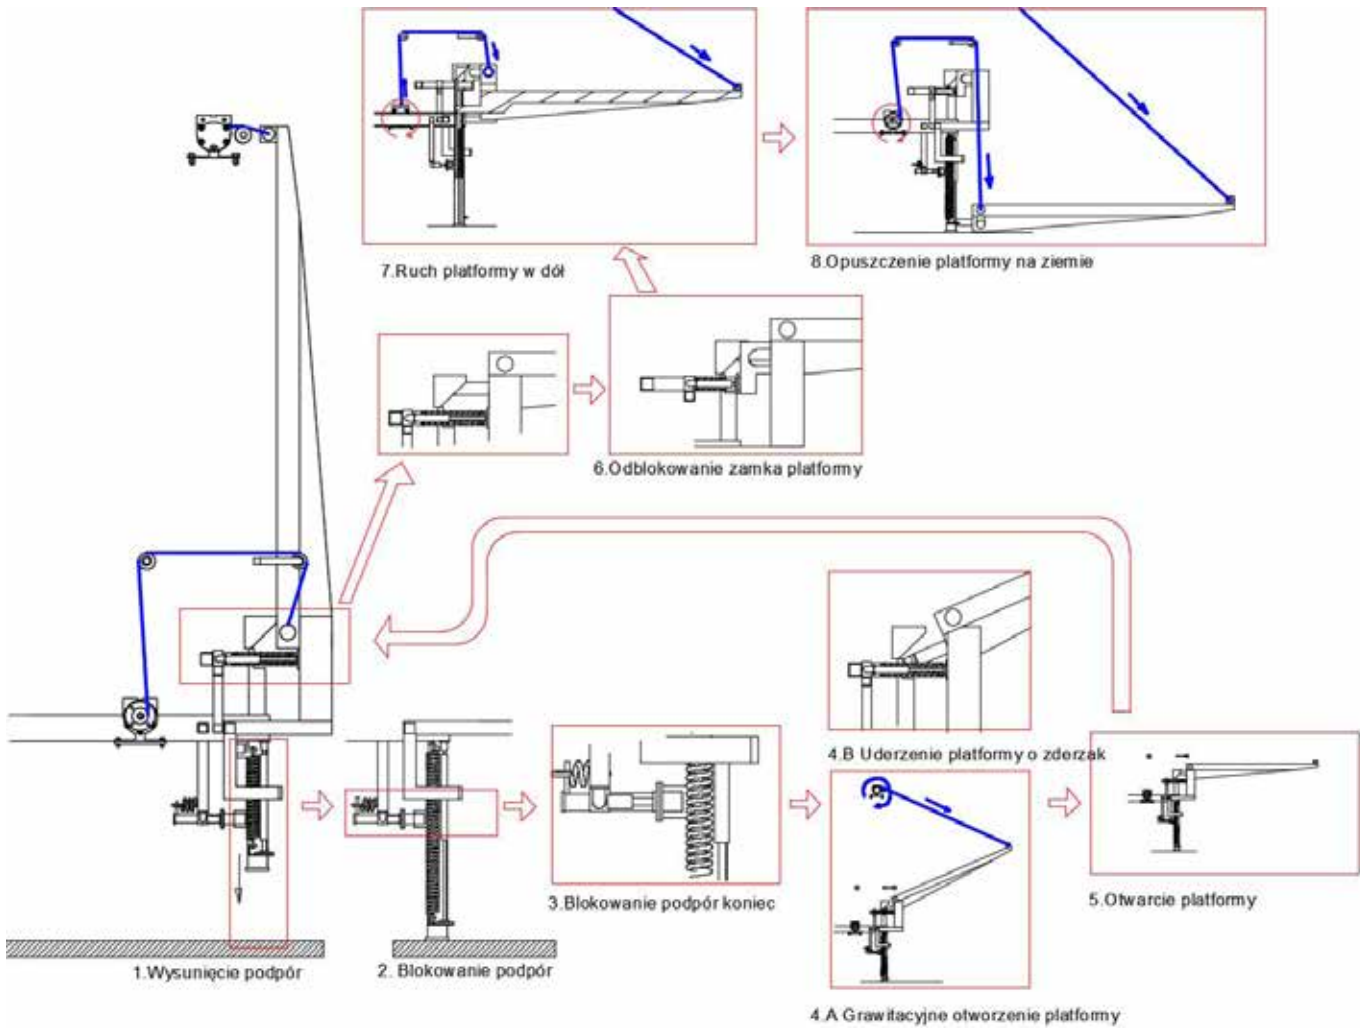 7.Ruch platformy w dół
8.Opuszczenie platformy na ziemie
6.Odblokowanie zamka platformy
4.B Uderzenie platformy o zderzak
3.Blokowanie podpór koniec
5.Otwarcie platformy
1.Wysunięcie podpór
2. Blokowanie podpór
4.A Grawitacyjne otworzenie platformy